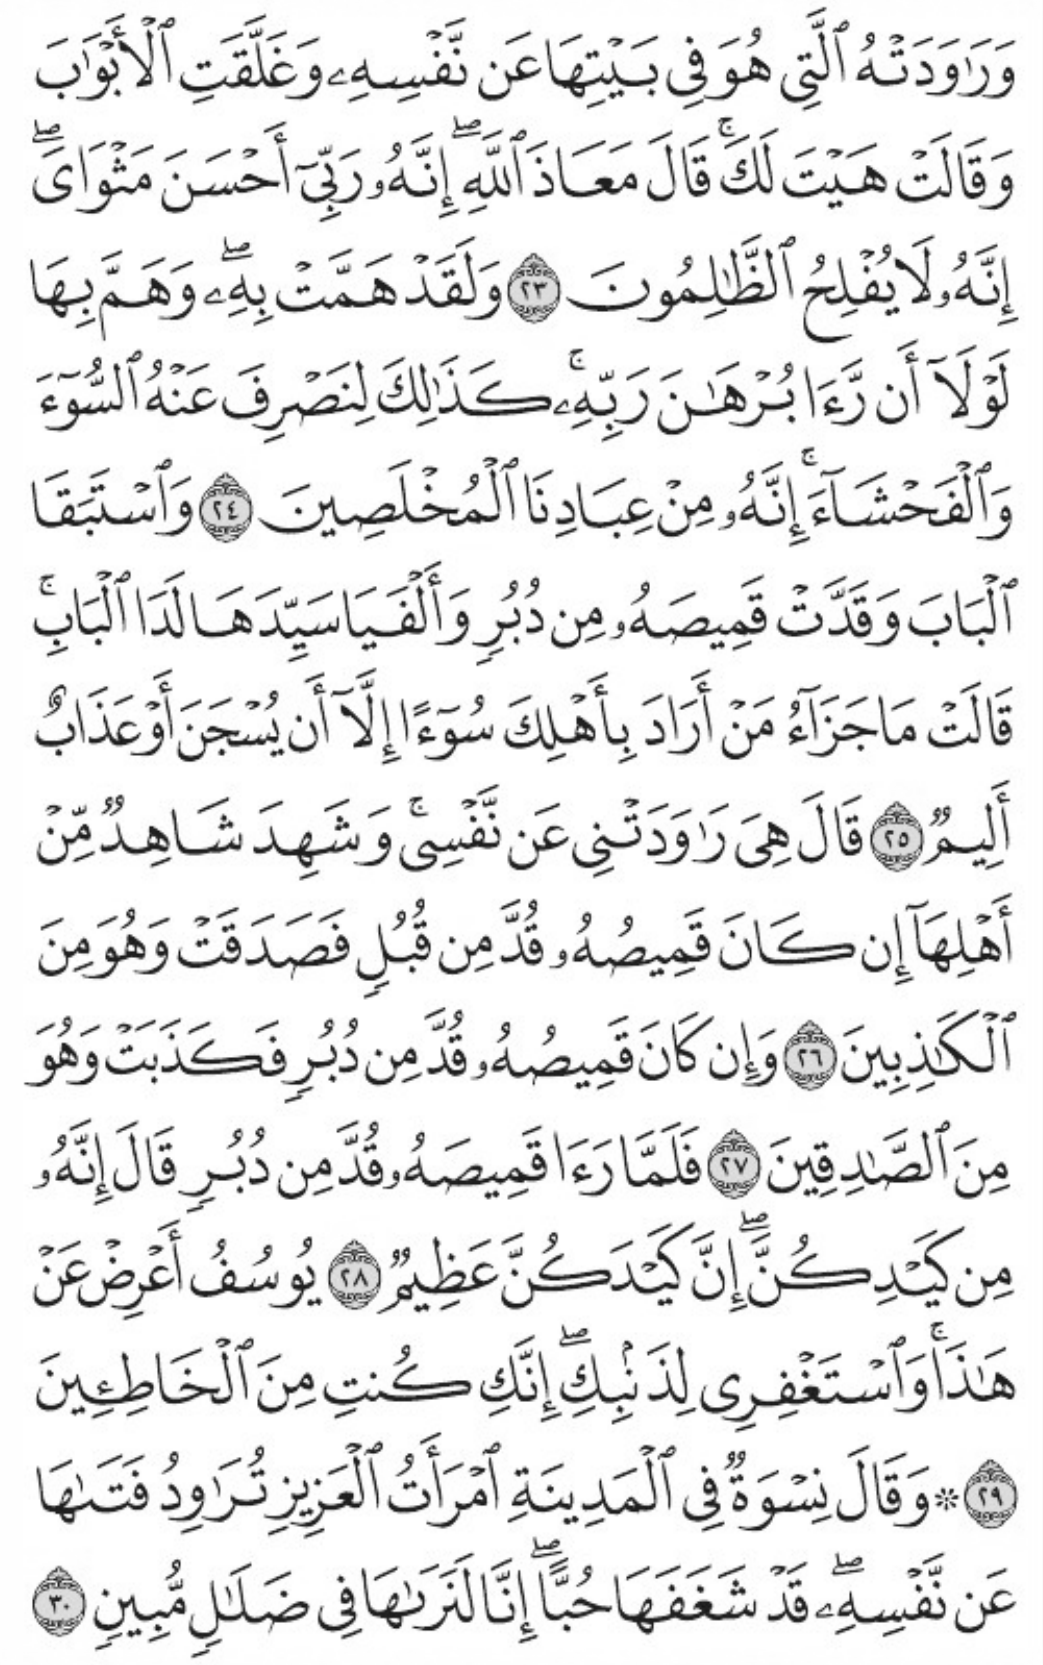 وَرَٰوَدَتْهُ ٱلَّتِى هُوَ فِى بَيْتِهَا عَن نَّفْسِهِۦ وَغَلَّقَتِ ٱلْأَبْوَٰبَ
وَقَالَتْ هَيْتَ لَكَ ۚ قَالَ مَعَاذَ ٱللَّهِ ۖ إِنَّهُۥ رَبِّىٓ أَحْسَنَ مَثْوَاىَ ۖ
إِنَّهُۥ لَا يُفْلِحُ ٱلظَّٰلِمُونَ ٢٣ وَلَقَدْ هَمَّتْ بِهِۦ ۖ وَهَمَّ بِهَا
لَوْلَآ أَن رَّءَا بُرْهَٰنَ رَبِّهِۦ ۚ كَذَٰلِكَ لِنَصْرِفَ عَنْهُ ٱلسُّوٓءَ
وَٱلْفَحْشَآءَ ۚ إِنَّهُۥ مِنْ عِبَادِنَا ٱلْمُخْلَصِينَ ٢٤ وَٱسْتَبَقَا
ٱلْبَابَ وَقَدَّتْ قَمِيصَهُۥ مِن دُبُرٍ وَأَلْفَيَا سَيِّدَهَا لَدَا ٱلْبَابِ ۚ
قَالَتْ مَا جَزَآءُ مَنْ أَرَادَ بِأَهْلِكَ سُوٓءًا إِلَّآ أَن يُسْجَنَ أَوْ عَذَابٌ
أَلِيمٌ ٢٥ قَالَ هِىَ رَٰوَدَتْنِى عَن نَّفْسِى ۚ وَشَهِدَ شَاهِدٌ مِّنْ
أَهْلِهَآ إِن كَانَ قَمِيصُهُۥ قُدَّ مِن قُبُلٍ فَصَدَقَتْ وَهُوَ مِنَ
ٱلْكَٰذِبِينَ ٢٦ وَإِن كَانَ قَمِيصُهُۥ قُدَّ مِن دُبُرٍ فَكَذَبَتْ وَهُوَ
مِنَ ٱلصَّٰدِقِينَ ٢٧ فَلَمَّا رَءَا قَمِيصَهُۥ قُدَّ مِن دُبُرٍ قَالَ إِنَّهُۥ
مِن كَيْدِكُنَّ ۖ إِنَّ كَيْدَكُنَّ عَظِيمٌ ٢٨ يُوسُفُ أَعْرِضْ عَنْ
هَٰذَا ۚ وَٱسْتَغْفِرِى لِذَنۢبِكِ ۖ إِنَّكِ كُنتِ مِنَ ٱلْخَاطِـِٔينَ
٢٩ ۞ وَقَالَ نِسْوَةٌ فِى ٱلْمَدِينَةِ ٱمْرَأَتُ ٱلْعَزِيزِ تُرَٰوِدُ فَتَىٰهَا
عَن نَّفْسِهِۦ ۖ قَدْ شَغَفَهَا حُبًّا ۖ إِنَّا لَنَرَىٰهَا فِى ضَلَٰلٍ مُّبِينٍ ٣٠